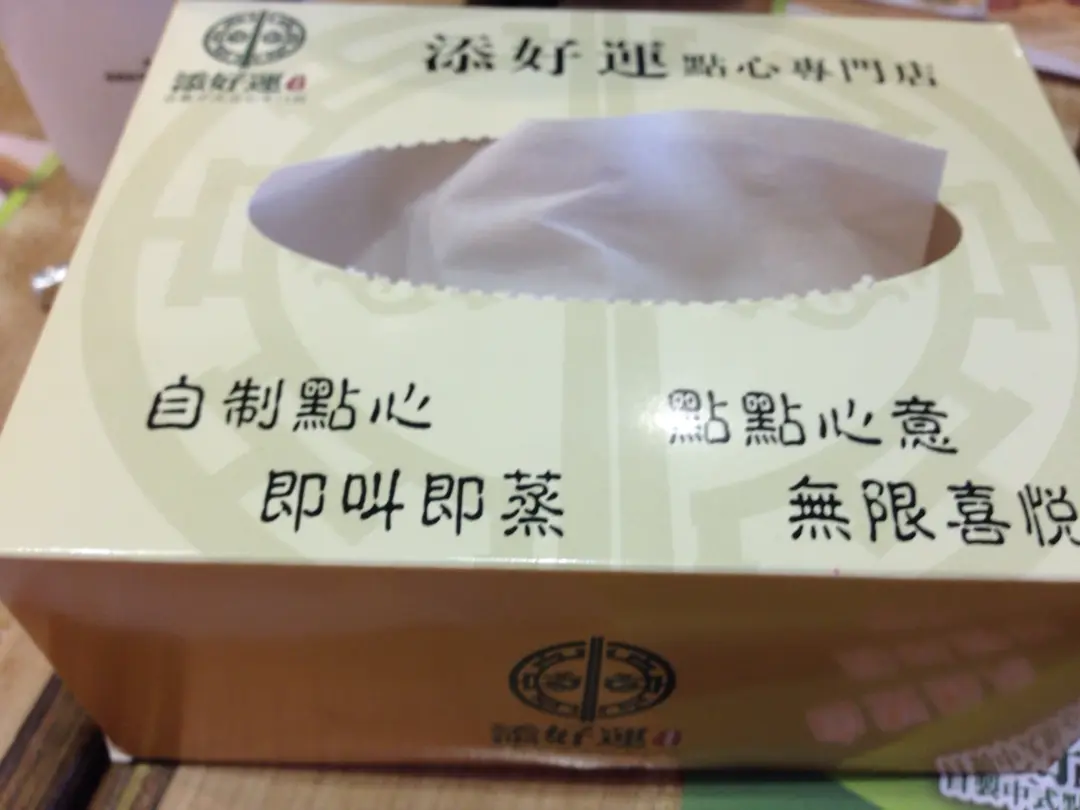 添好運 點心專門店
添好運
自制點心
即叫即蒸
點點心意
無限喜悅
添好運